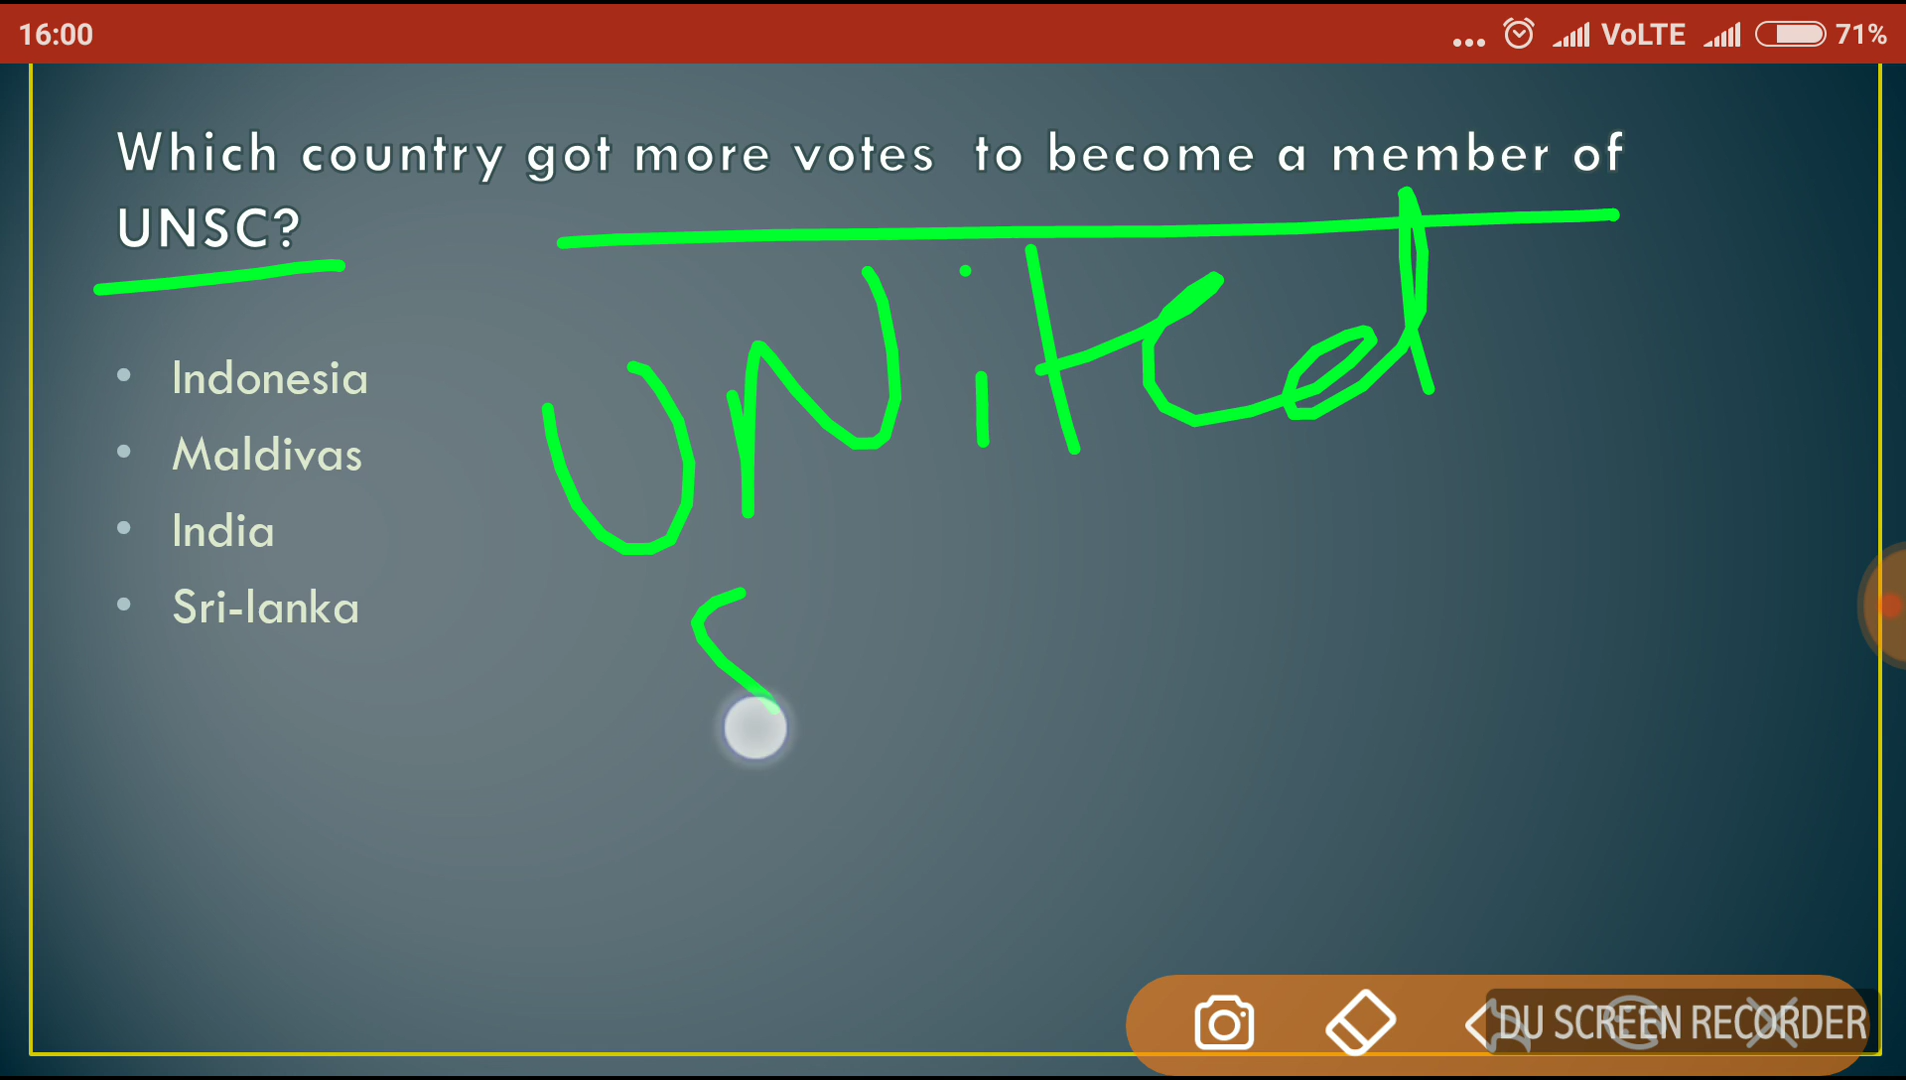 16:00 ... VoLTE 71%
Which country got more votes to become a member of
UNSC?
UNited
• Indonesia
• Maldivas
• India
• Sri-lanka
S
DU SCREEN RECORDER